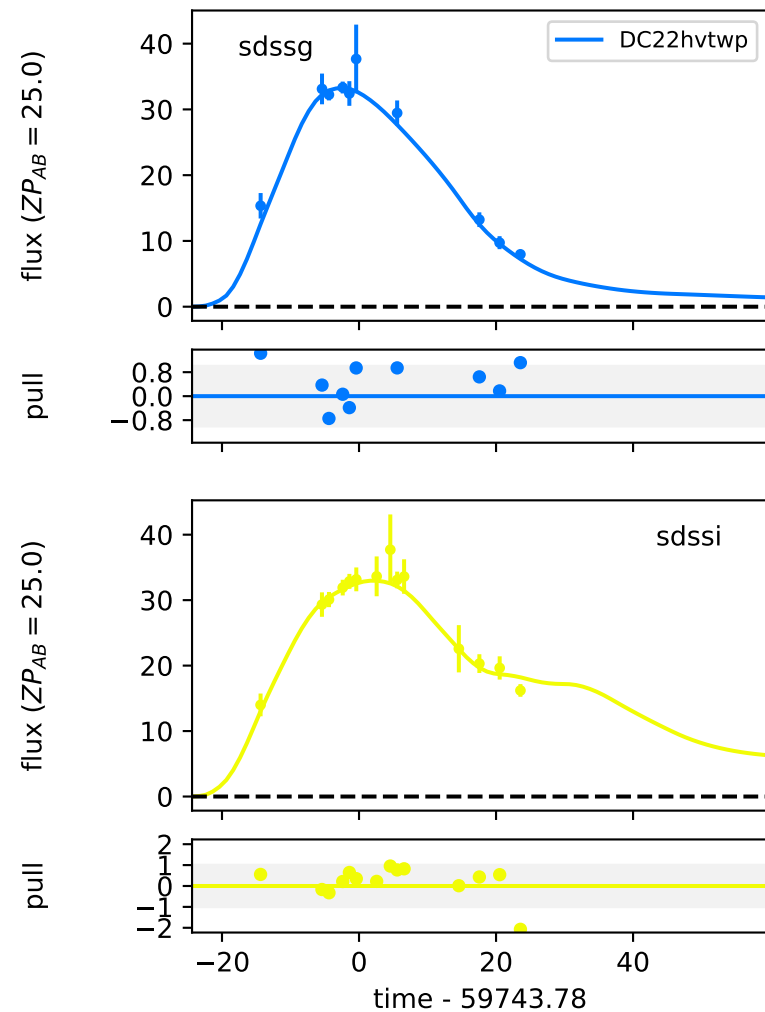 sdssg
DC22hvtwp
flux (ZP_AB = 25.0)
40
30
20
10
0
pull
0.8
0.0
−0.8
sdssi
flux (ZP_AB = 25.0)
40
30
20
10
0
pull
2
1
0
−1
−2
−20 0 20 40
time - 59743.78